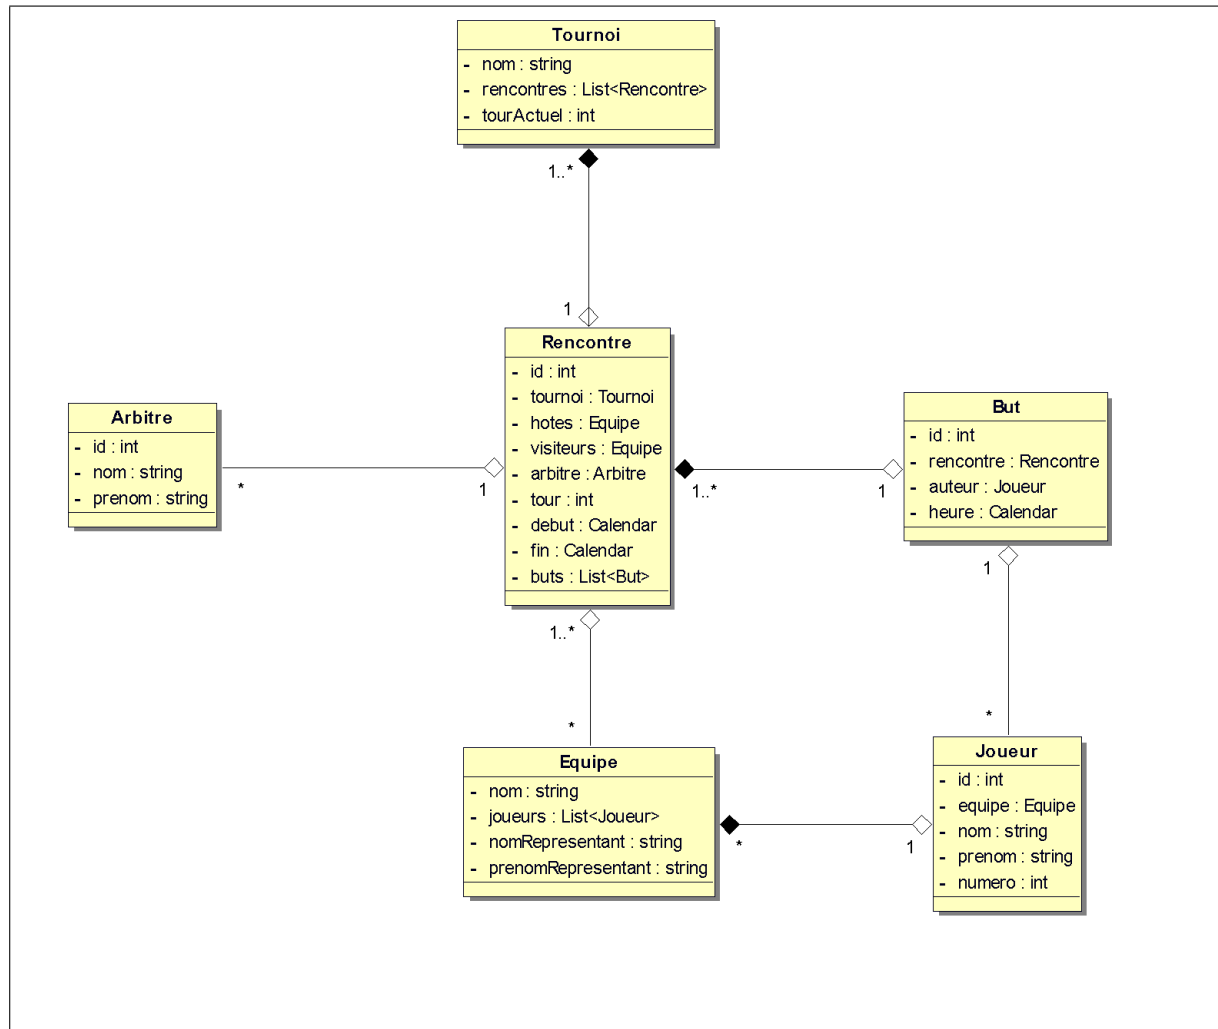 Tournoi
- nom : string
- rencontres : List<Rencontre>
- tourActuel : int
1..*
1
Rencontre
- id : int
- tournoi : Tournoi
- hotes : Equipe
- visiteurs : Equipe
- arbitre : Arbitre
- tour : int
- debut : Calendar
- fin : Calendar
- buts : List<But>
Arbitre
- id : int
- nom : string
- prenom : string
*
1
1..*
1
But
- id : int
- rencontre : Rencontre
- auteur : Joueur
- heure : Calendar
1
*
1..*
*
Equipe
- nom : string
- joueurs : List<Joueur>
- nomRepresentant : string
- prenomRepresentant : string
*
1
Joueur
- id : int
- equipe : Equipe
- nom : string
- prenom : string
- numero : int